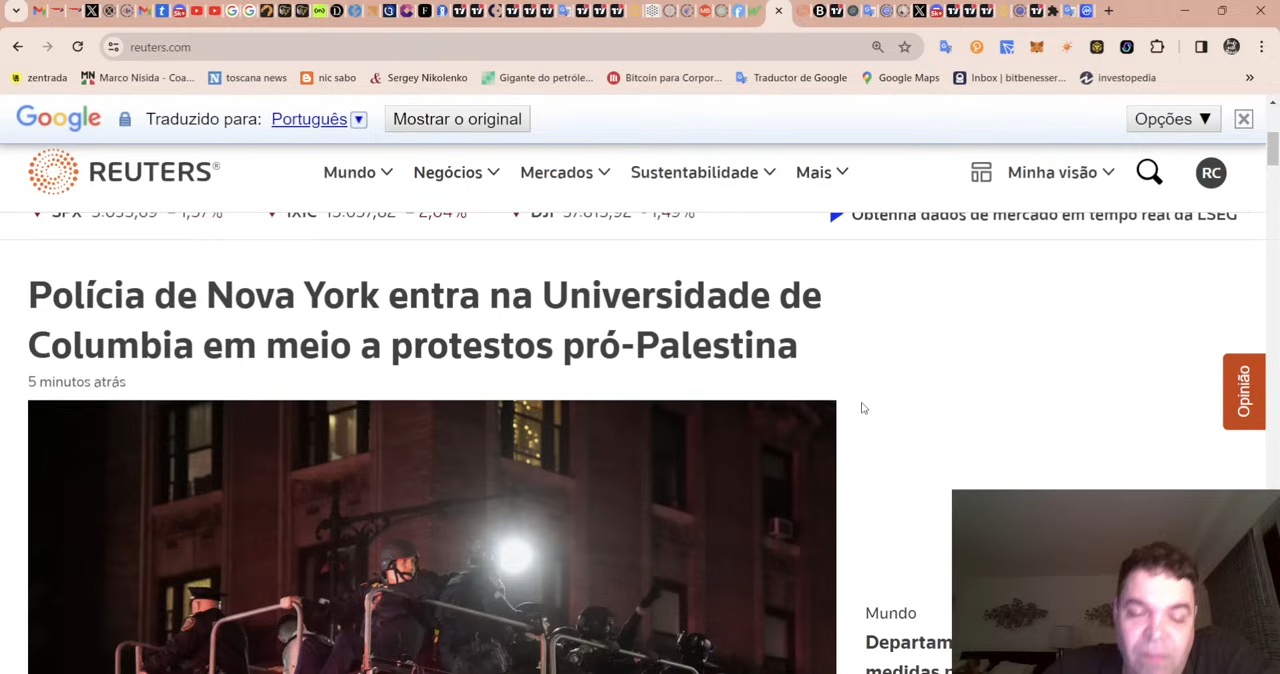 reuters.com
zentrada
Marco Nisida - Coa...
toscana news
nic sabo
Sergey Nikolenko
Gigante do petróle...
Bitcoin para Corpor...
Traductor de Google
Google Maps
Inbox | bitbenesser...
investopedia
»
Google
Traduzido para:
Português
Mostrar o original
Opções ▼
REUTERS®
Mundo
Negócios
Mercados
Sustentabilidade
Mais
Minha visão
RC
Obtenha dados de mercado em tempo real da LSEG
Polícia de Nova York entra na Universidade de
Columbia em meio a protestos pró-Palestina
5 minutos atrás
Opinião
Mundo
Departam
medidas p